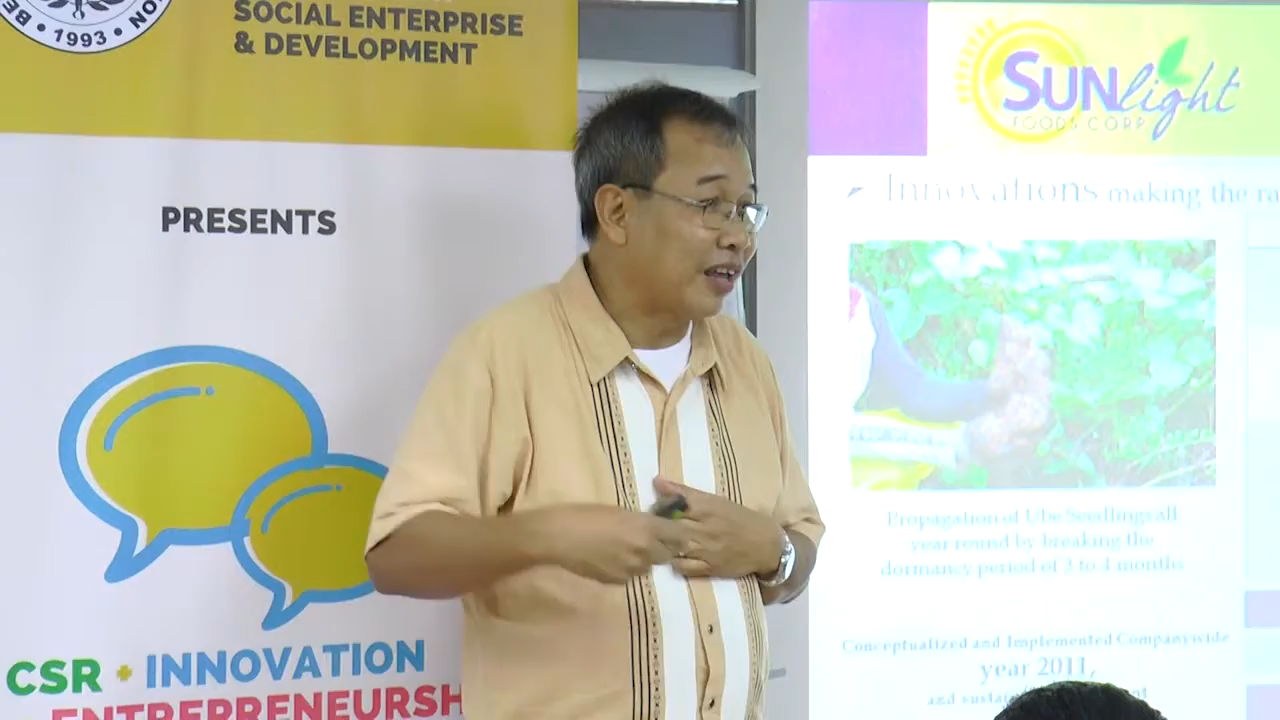 1993
SOCIAL ENTERPRISE
& DEVELOPMENT
PRESENTS
CSR + INNOVATION
SUNlight
FOODS CORP
Innovations making the
Propagation of Ube Seedlings all
year round by breaking the
dormancy period of 3 to 4 months
Conceptualized and Implemented Companywide
year 2011,
and